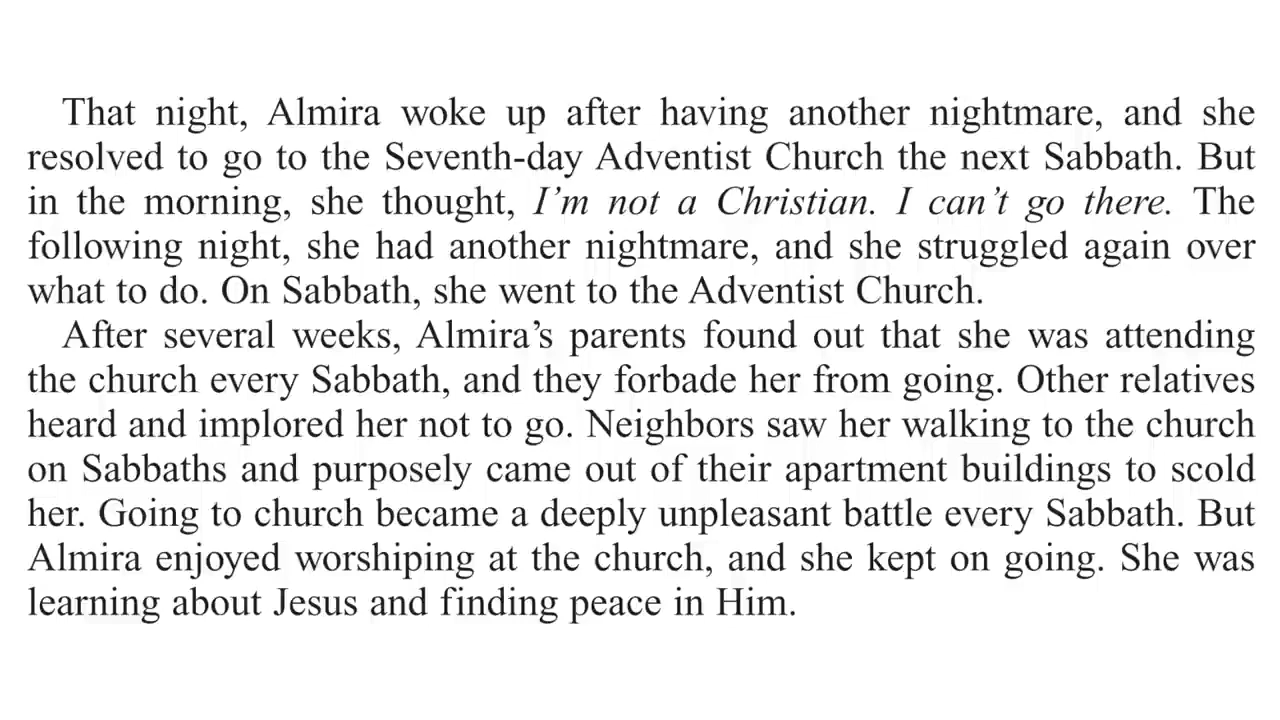 That night, Almira woke up after having another nightmare, and she
resolved to go to the Seventh-day Adventist Church the next Sabbath. But
in the morning, she thought, I’m not a Christian. I can’t go there. The
following night, she had another nightmare, and she struggled again over
what to do. On Sabbath, she went to the Adventist Church.
After several weeks, Almira’s parents found out that she was attending
the church every Sabbath, and they forbade her from going. Other relatives
heard and implored her not to go. Neighbors saw her walking to the church
on Sabbaths and purposely came out of their apartment buildings to scold
her. Going to church became a deeply unpleasant battle every Sabbath. But
Almira enjoyed worshiping at the church, and she kept on going. She was
learning about Jesus and finding peace in Him.